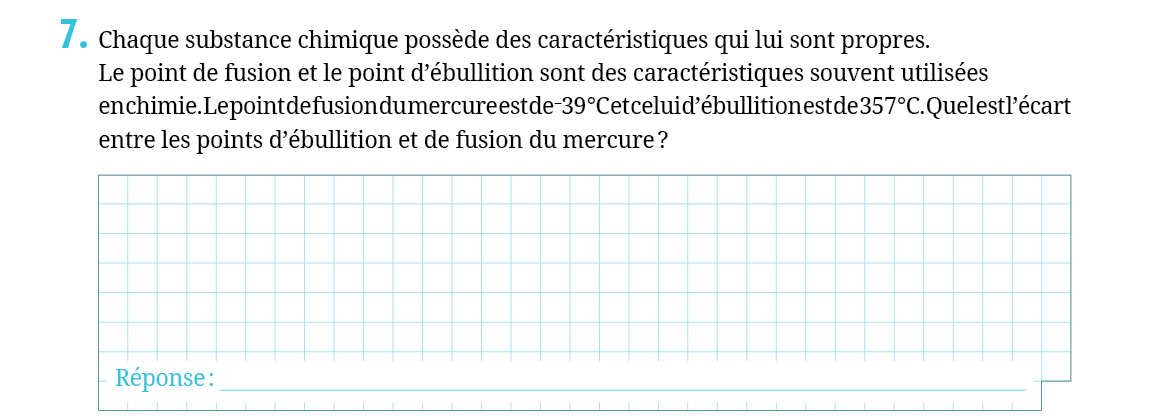 7. Chaque substance chimique possède des caractéristiques qui lui sont propres.
Le point de fusion et le point d’ébullition sont des caractéristiques souvent utilisées
en chimie. Le point de fusion du mercure est de ⁻39 °C et celui d’ébullition est de 357 °C. Quel est l’écart
entre les points d’ébullition et de fusion du mercure ?
Réponse :